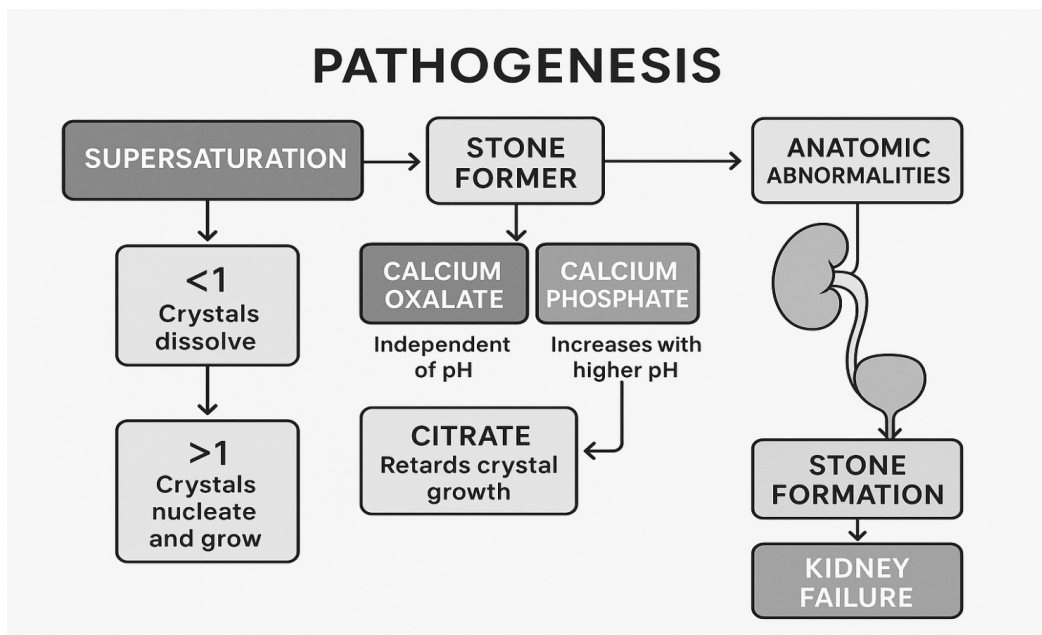 PATHOGENESIS
SUPERSATURATION
<1
Crystals
dissolve
>1
Crystals
nucleate
and grow
STONE
FORMER
CALCIUM
OXALATE
Independent
of pH
CALCIUM
PHOSPHATE
Increases with
higher pH
CITRATE
Retards crystal
growth
ANATOMIC
ABNORMALITIES
STONE
FORMATION
KIDNEY
FAILURE